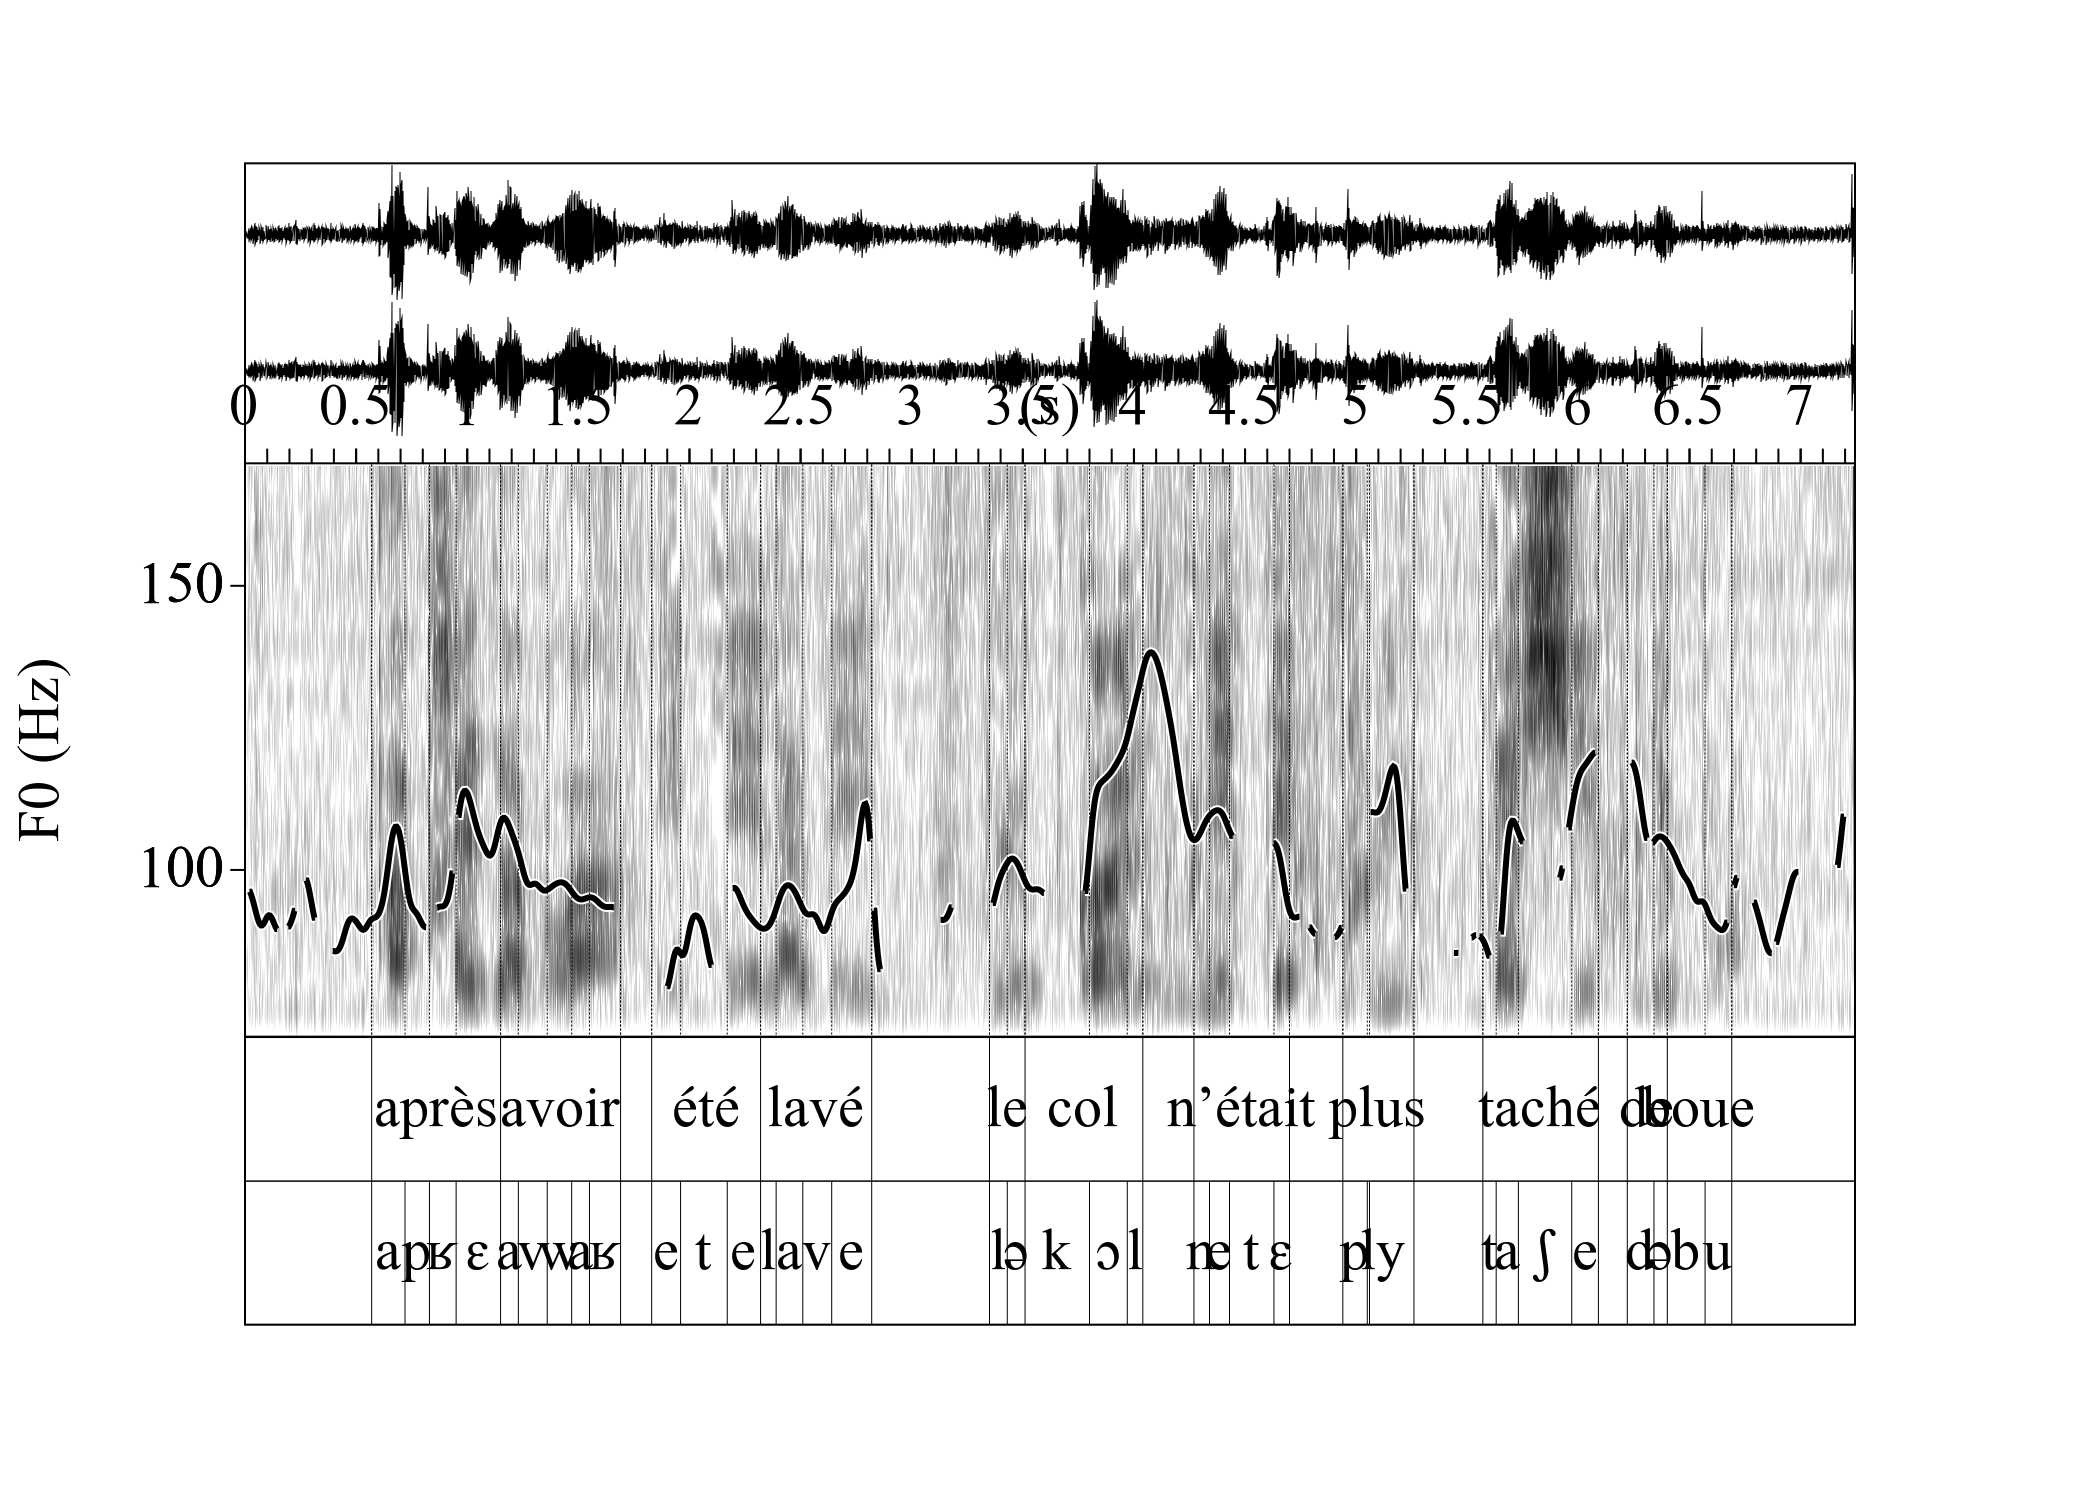 0 0.5 1 1.5 2 2.5 3 3.5 (s) 4 4.5 5 5.5 6 6.5 7
150
100
F0 (Hz)
après avoir été lavé le col n’était plus taché de boue
a p ʁ ɛ a v w a ʁ e t e l a v e l ə k ɔ l n e t ɛ p l y t a ʃ e d ə b u